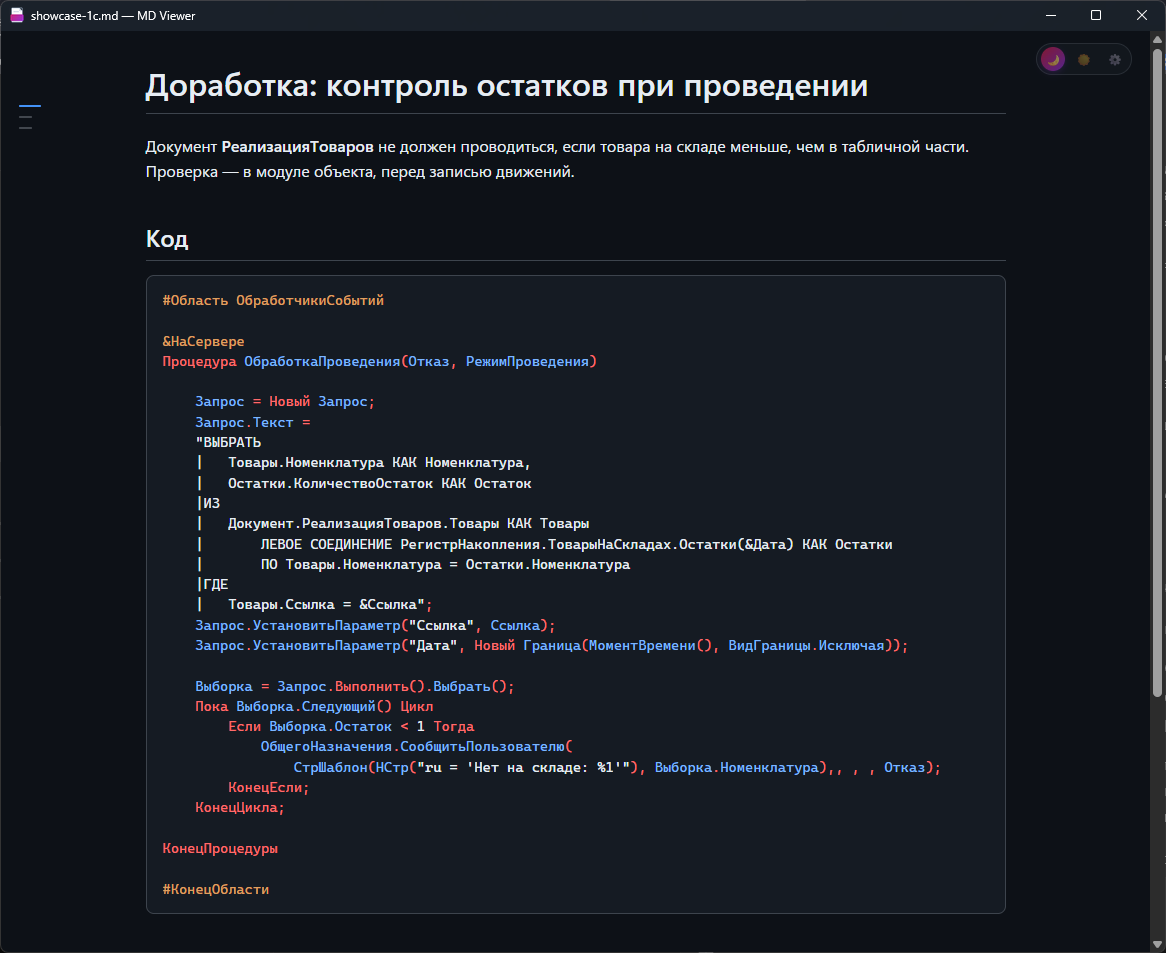 showcase-1c.md — MD Viewer
Доработка: контроль остатков при проведении
Документ РеализацияТоваров не должен проводиться, если товара на складе меньше, чем в табличной части.
Проверка — в модуле объекта, перед записью движений.
Код
#Область ОбработчикиСобытий
&НаСервере
Процедура ОбработкаПроведения(Отказ, РежимПроведения)
Запрос = Новый Запрос;
Запрос.Текст =
"ВЫБРАТЬ
|   Товары.Номенклатура КАК Номенклатура,
|   Остатки.КоличествоОстаток КАК Остаток
|ИЗ
|   Документ.РеализацияТоваров.Товары КАК Товары
|       ЛЕВОЕ СОЕДИНЕНИЕ РегистрНакопления.ТоварыНаСкладах.Остатки(&Дата) КАК Остатки
|       ПО Товары.Номенклатура = Остатки.Номенклатура
|ГДЕ
|   Товары.Ссылка = &Ссылка";
Запрос.УстановитьПараметр("Ссылка", Ссылка);
Запрос.УстановитьПараметр("Дата", Новый Граница(МоментВремени(), ВидГраницы.Исключая));
Выборка = Запрос.Выполнить().Выбрать();
Пока Выборка.Следующий() Цикл
Если Выборка.Остаток < 1 Тогда
ОбщегоНазначения.СообщитьПользователю(
СтрШаблон(НСтр("ru = 'Нет на складе: %1'"), Выборка.Номенклатура),, , , Отказ);
КонецЕсли;
КонецЦикла;
КонецПроцедуры
#КонецОбласти